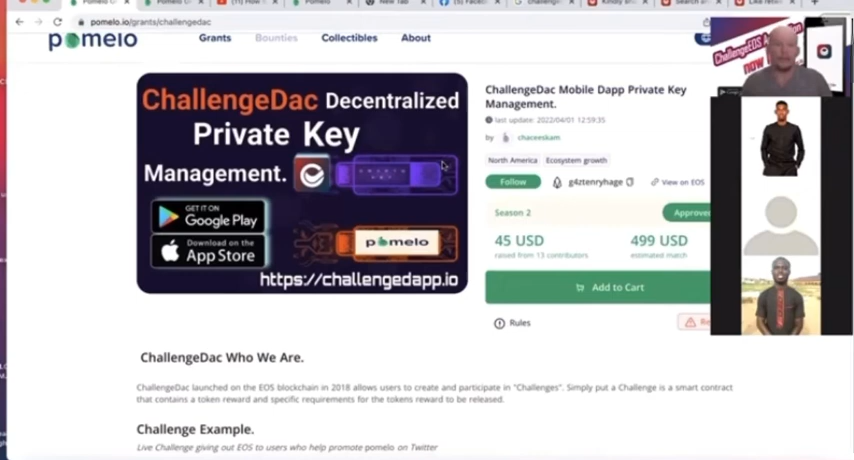 pomelo.io/grants/challengedac
pomelo
Grants
Bounties
Collectibles
About
ChallengeEOS
now
ChallengeDac Decentralized
Private Key
Management.
GET IT ON
Google Play
Download on the
App Store
pomelo
https://challengedapp.io
ChallengeDac Mobile Dapp Private Key
Management.
last update: 2022/04/01 12:59:35
by chaceeskam
North America
Ecosystem growth
Follow
g4ztenryhage
View on EOS
Season 2
Approved
45 USD
499 USD
raised from 13 contributors
estimated match
Add to Cart
Rules
ChallengeDac Who We Are.
ChallengeDac launched on the EOS blockchain in 2018 allows users to create and participate in "Challenges". Simply put a Challenge is a smart contract
that contains a token reward and specific requirements for the tokens reward to be released.
Challenge Example.
Live Challenge giving out EOS to users who help promote pomelo on Twitter